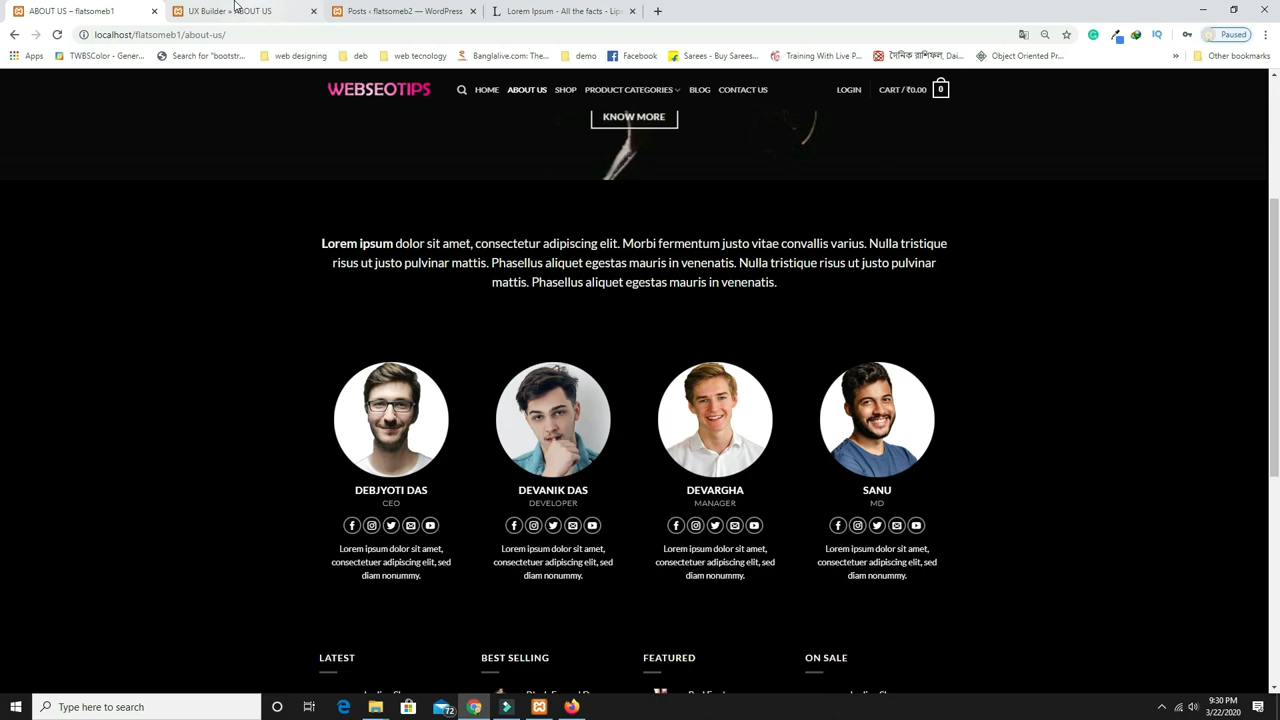 ABOUT US – flatsomeb1
UX Builder » ABOUT US
Posts ‹ flatsomeb2 — WordPress
Lorem Ipsum - All the facts - Lips
localhost/flatsomeb1/about-us/
Paused
Apps
TWBSColor - Gener...
Search for "bootstr...
web designing
det
web tecnology
Banglalive.com: The...
demo
Facebook
Sarees - Buy Sarees...
Training With Live P...
দৈনিক রাশিফল, Dai...
Object Oriented Pr...
»
Other bookmarks
WEBSEOTIPS
HOME
ABOUT US
SHOP
PRODUCT CATEGORIES
BLOG
CONTACT US
LOGIN
CART / ₹0.00
0
KNOW MORE
Lorem ipsum dolor sit amet, consectetur adipiscing elit. Morbi fermentum justo vitae convallis varius. Nulla tristique
risus ut justo pulvinar mattis. Phasellus aliquet egestas mauris in venenatis. Nulla tristique risus ut justo pulvinar
mattis. Phasellus aliquet egestas mauris in venenatis.
DEBJYOTI DAS
CEO
Lorem ipsum dolor sit amet,
consectetuer adipiscing elit, sed
diam nonummy.
DEVANIK DAS
DEVELOPER
Lorem ipsum dolor sit amet,
consectetuer adipiscing elit, sed
diam nonummy.
DEVARGHA
MANAGER
Lorem ipsum dolor sit amet,
consectetuer adipiscing elit, sed
diam nonummy.
SANU
MD
Lorem ipsum dolor sit amet,
consectetuer adipiscing elit, sed
diam nonummy.
LATEST
BEST SELLING
FEATURED
ON SALE
Type here to search
72
9:30 PM
3/22/2020